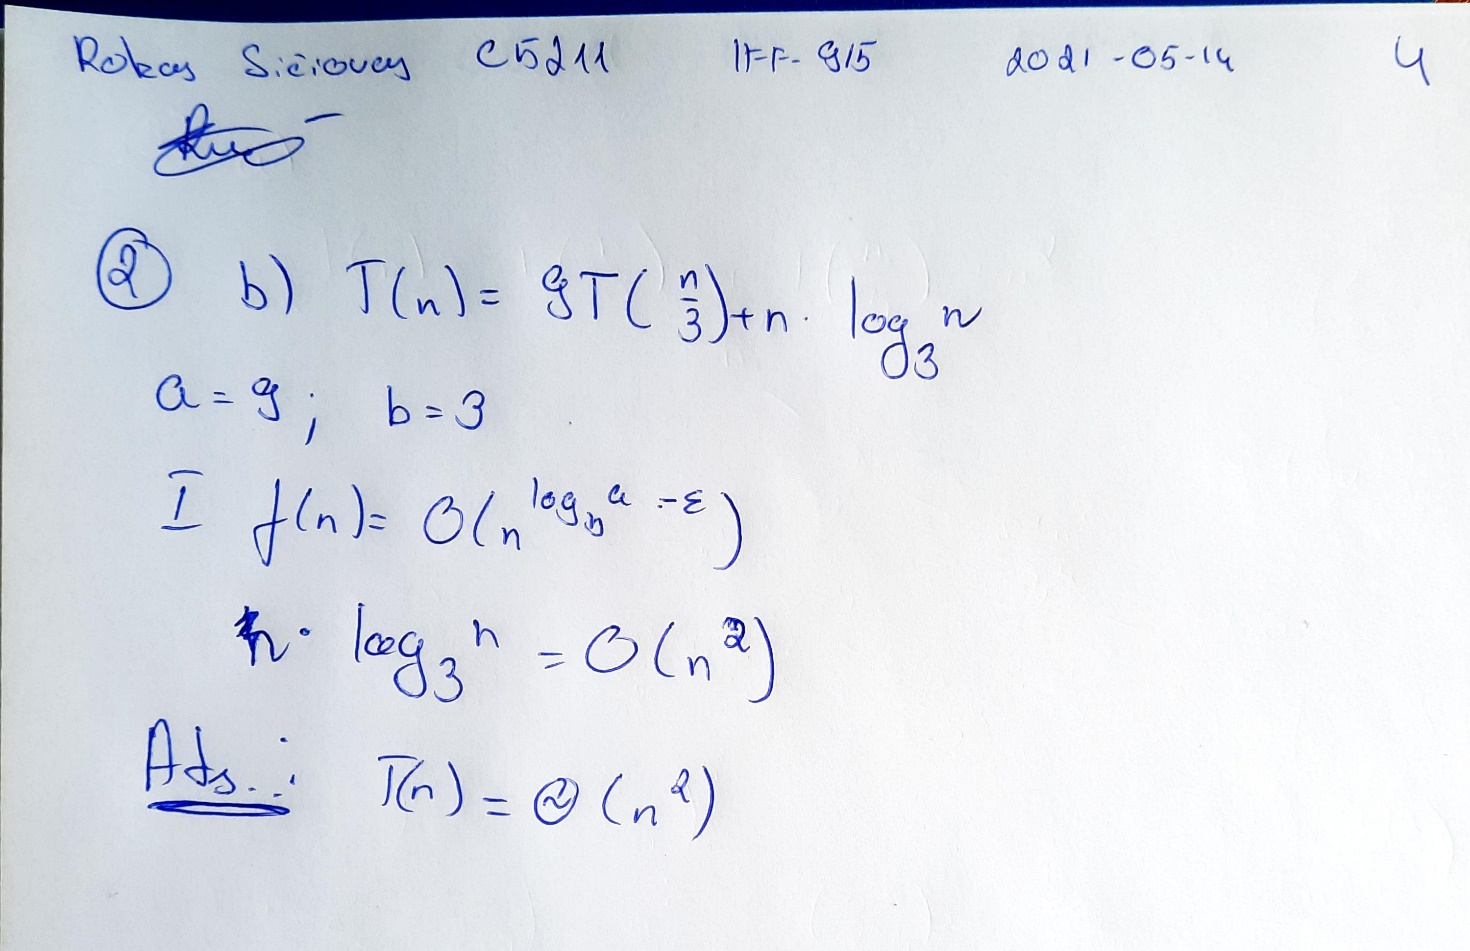 Rokas Sičiovas C5211 IFF-9/5 2021-05-14 4
② b) T(n) = 9T(n/3) + n · log₃ n
a = 9; b = 3
I f(n) = O(n^(log_b a - ε))
n · log₃ n = O(n²)
Ats.: T(n) = Θ(n²)